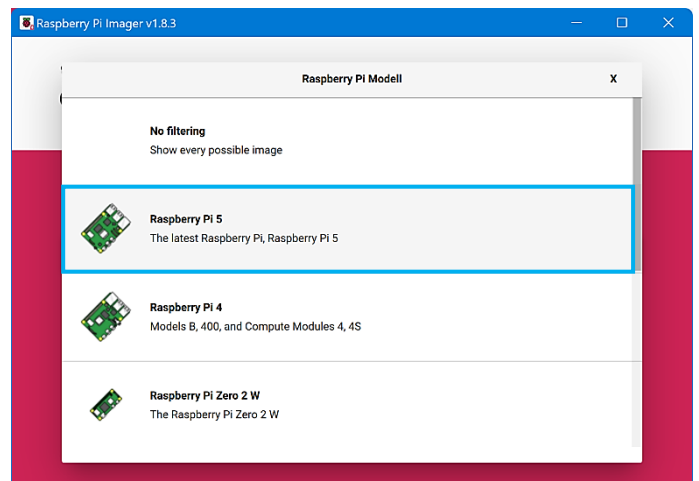 Raspberry Pi Imager v1.8.3
Raspberry Pi Modell
X
No filtering
Show every possible image
Raspberry Pi 5
The latest Raspberry Pi, Raspberry Pi 5
Raspberry Pi 4
Models B, 400, and Compute Modules 4, 4S
Raspberry Pi Zero 2 W
The Raspberry Pi Zero 2 W